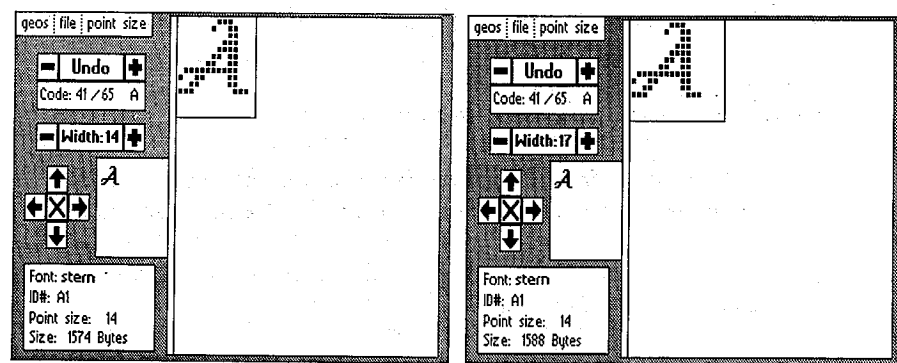 geos file point size
Undo
Code: 41/65 A
Width:14
A
Font: stern
ID#: A1
Point size: 14
Size: 1574 Bytes
geos file point size
Undo
Code: 41/65 A
Width:17
A
Font: stern
ID#: A1
Point size: 14
Size: 1588 Bytes